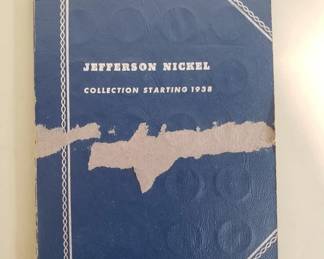 JEFFERSON NICKEL
COLLECTION STARTING 1938